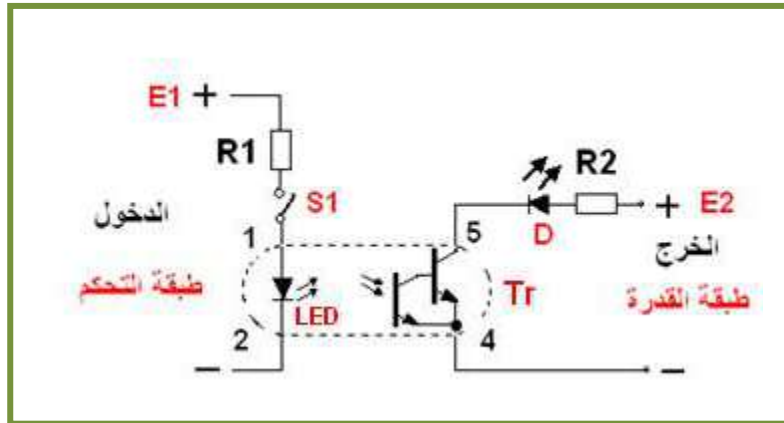 E1 +
R1
S1
R2
+ E2
D
الدخول
1
5
الخرج
طبقة التحكم
LED
Tr
طبقة القدرة
2
4
−
−